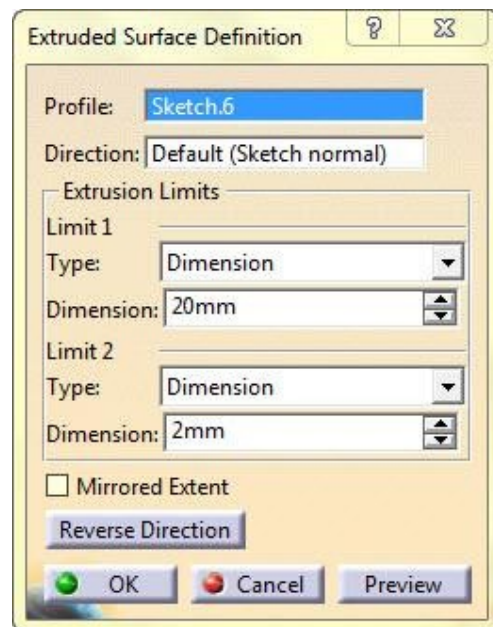 Extruded Surface Definition ? X
Profile: Sketch.6
Direction: Default (Sketch normal)
Extrusion Limits
Limit 1
Type: Dimension
Dimension: 20mm
Limit 2
Type: Dimension
Dimension: 2mm
Mirrored Extent
Reverse Direction
OK Cancel Preview